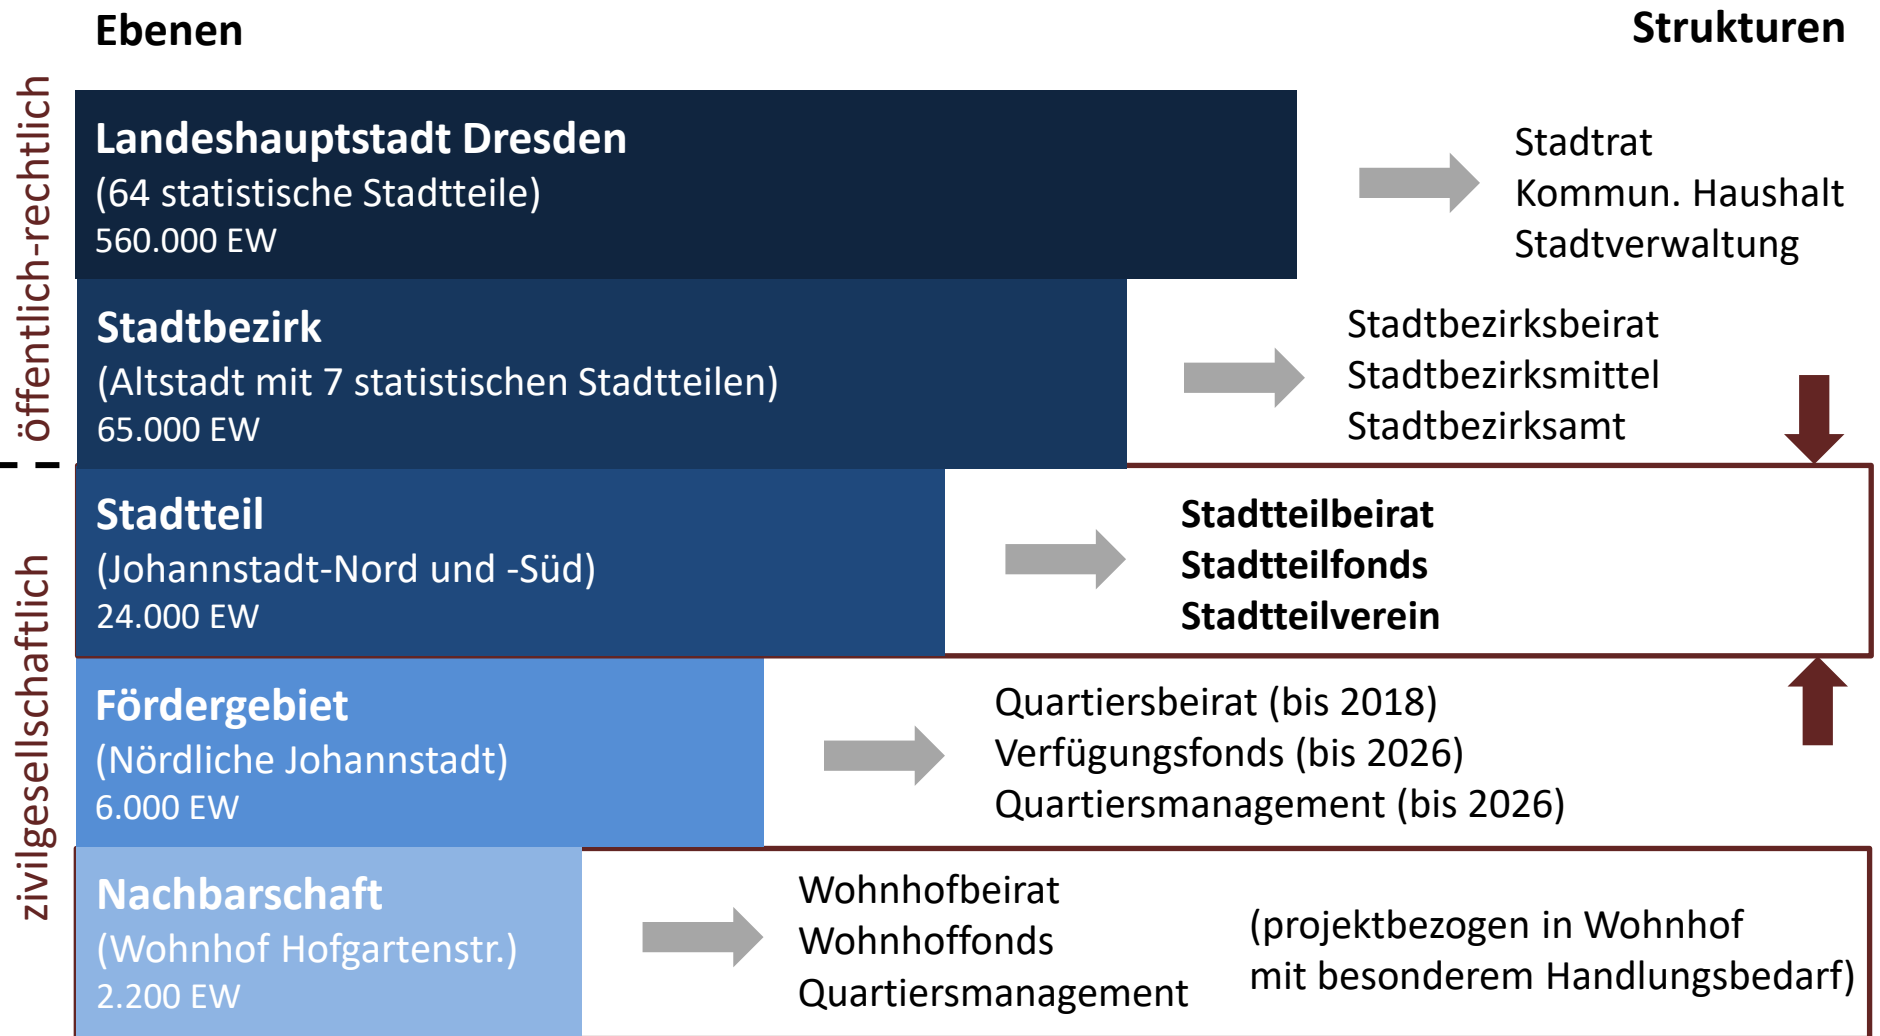 Ebenen
Strukturen
öffentlich-rechtlich
Landeshauptstadt Dresden
(64 statistische Stadtteile)
560.000 EW
Stadtrat
Kommun. Haushalt
Stadtverwaltung
Stadtbezirk
(Altstadt mit 7 statistischen Stadtteilen)
65.000 EW
Stadtbezirksbeirat
Stadtbezirksmittel
Stadtbezirksamt
zivilgesellschaftlich
Stadtteil
(Johannstadt-Nord und -Süd)
24.000 EW
Stadtteilbeirat
Stadtteilfonds
Stadtteilverein
Fördergebiet
(Nördliche Johannstadt)
6.000 EW
Quartiersbeirat (bis 2018)
Verfügungsfonds (bis 2026)
Quartiersmanagement (bis 2026)
Nachbarschaft
(Wohnhof Hofgartenstr.)
2.200 EW
Wohnhofbeirat
Wohnhoffonds
Quartiersmanagement
(projektbezogen in Wohnhof
mit besonderem Handlungsbedarf)